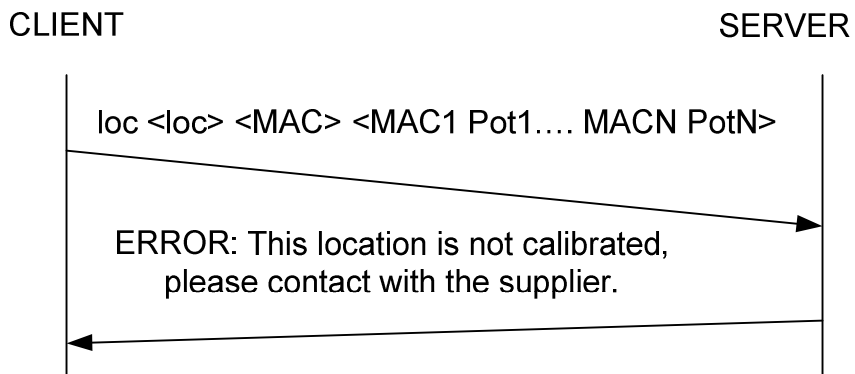 CLIENT
SERVER
loc <loc> <MAC> <MAC1 Pot1.... MACN PotN>
ERROR: This location is not calibrated,
please contact with the supplier.